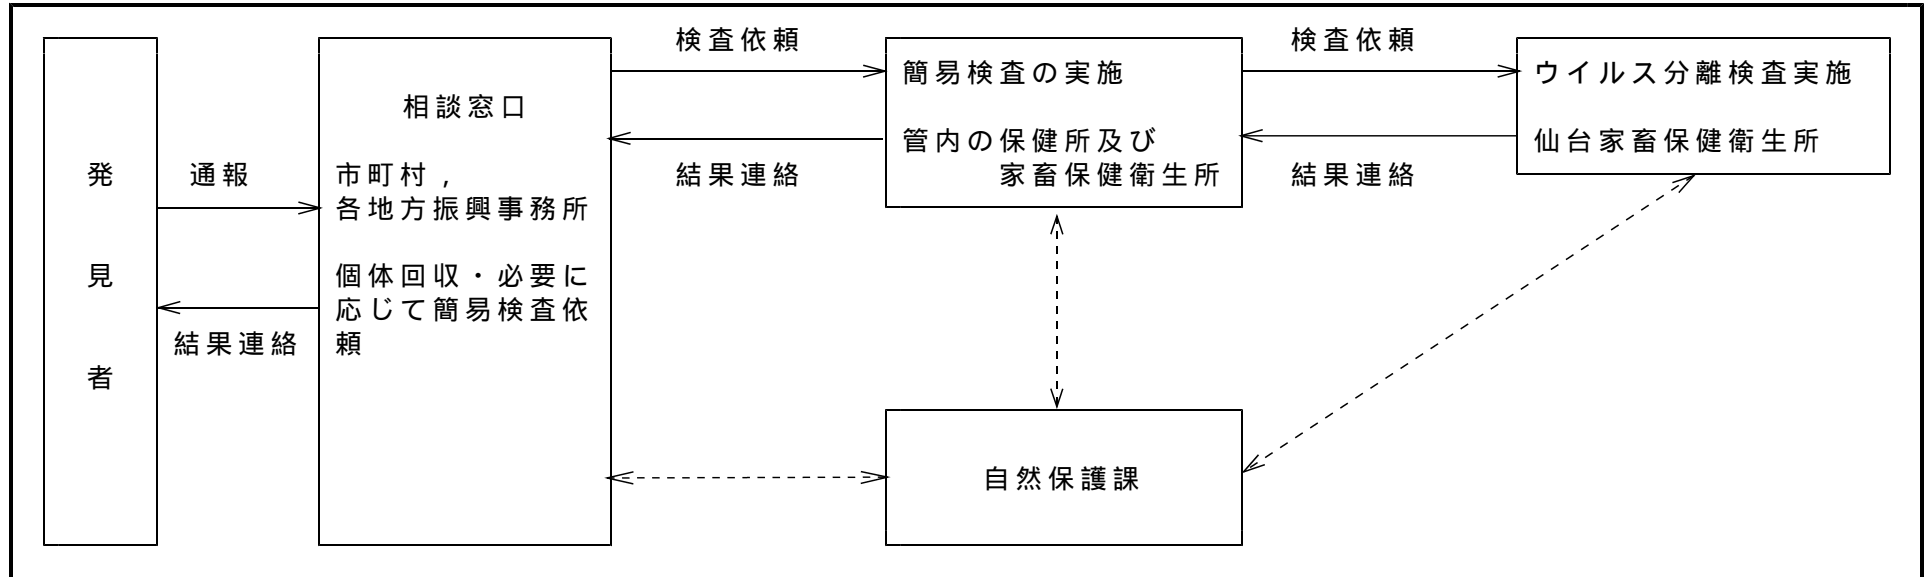 発見者
通報
結果連絡
相談窓口
市町村,
各地方振興事務所
個体回収・必要に
応じて簡易検査依
頼
検査依頼
結果連絡
簡易検査の実施
管内の保健所及び
家畜保健衛生所
検査依頼
結果連絡
ウイルス分離検査実施
仙台家畜保健衛生所
自然保護課